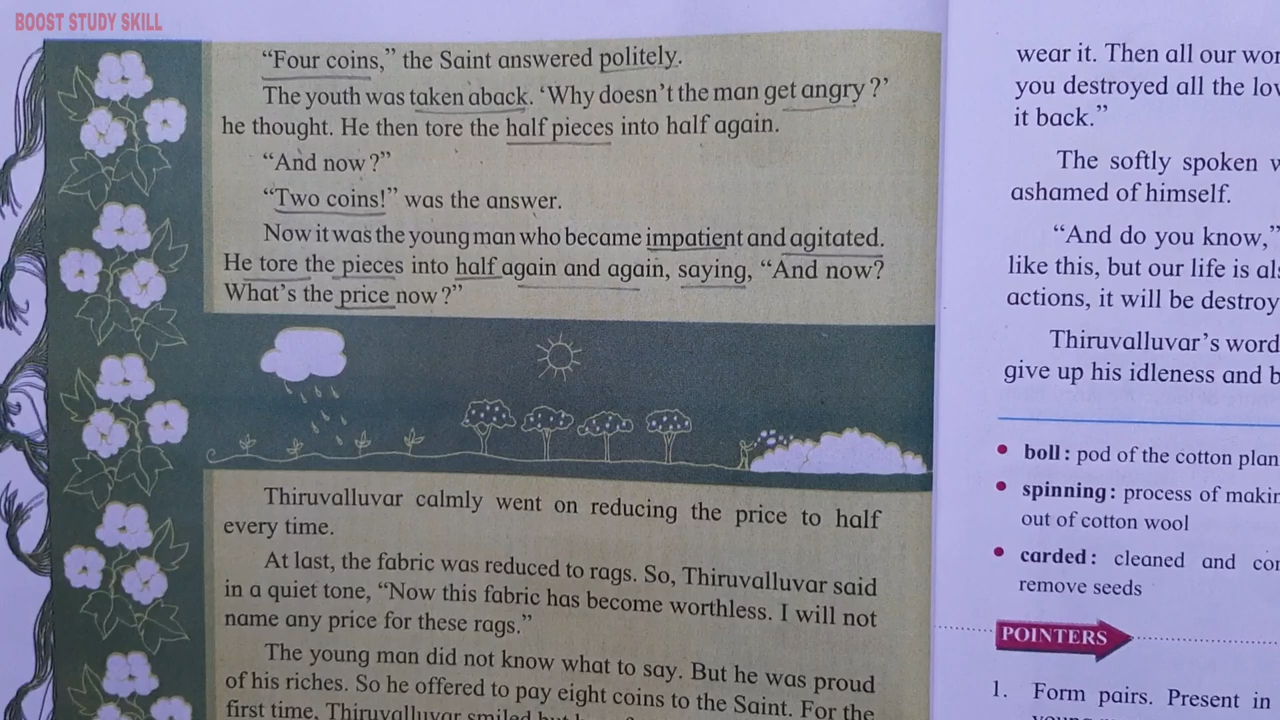 BOOST STUDY SKILL
“Four coins,” the Saint answered politely.
The youth was taken aback. ‘Why doesn’t the man get angry ?’
he thought. He then tore the half pieces into half again.
“And now ?”
“Two coins!” was the answer.
Now it was the young man who became impatient and agitated.
He tore the pieces into half again and again, saying, “And now?
What’s the price now?”
Thiruvalluvar calmly went on reducing the price to half
every time.
At last, the fabric was reduced to rags. So, Thiruvalluvar said
in a quiet tone, “Now this fabric has become worthless. I will not
name any price for these rags.”
The young man did not know what to say. But he was proud
of his riches. So he offered to pay eight coins to the Saint. For the
first time, Thiruvalluvar smiled but
wear it. Then all our
you destroyed all the
it back.”
The softly spoken
ashamed of himself.
“And do you know,”
like this, but our life is
actions, it will be
Thiruvalluvar’s
give up his idleness and
boll : pod of the cotton
spinning : process of
out of cotton wool
carded : cleaned and
remove seeds
POINTERS
1. Form pairs. Present in